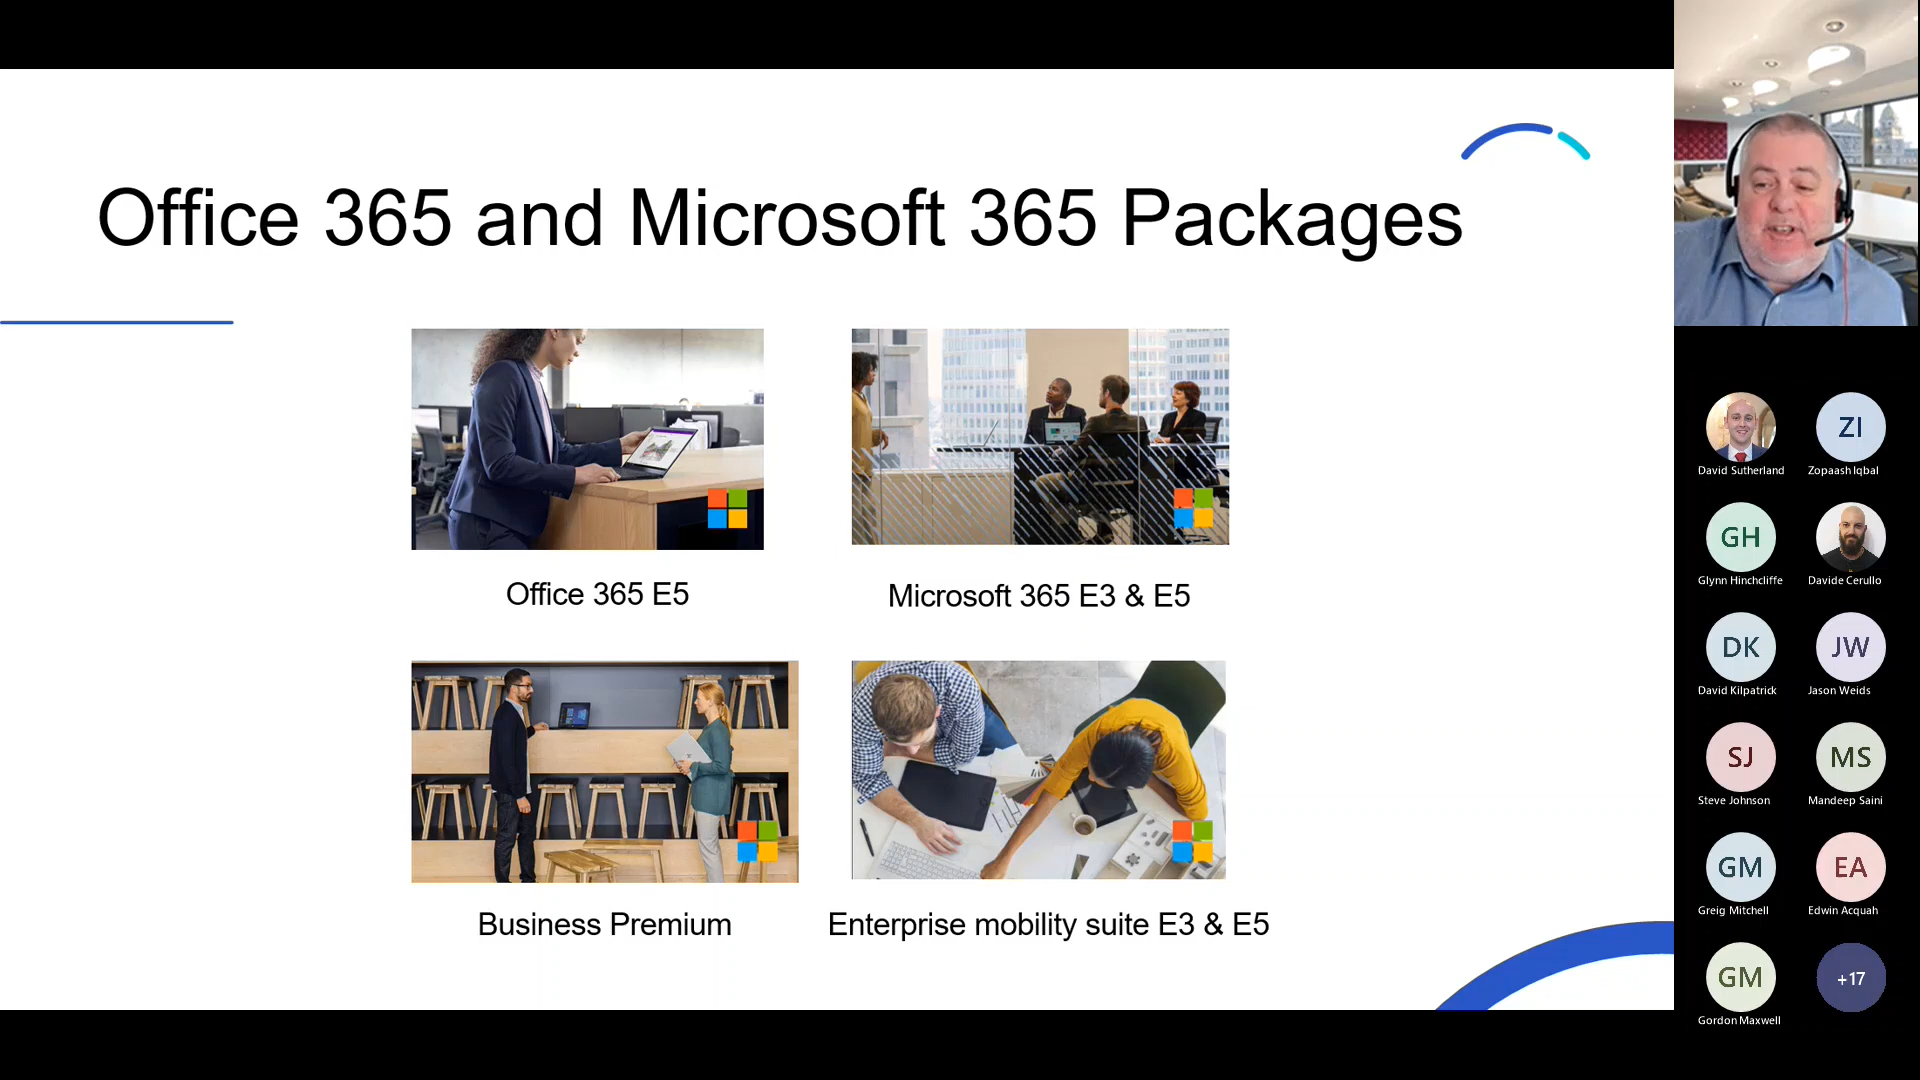 Office 365 and Microsoft 365 Packages
Office 365 E5
Microsoft 365 E3 & E5
Business Premium
Enterprise mobility suite E3 & E5
David Sutherland
ZI
Zopaash Iqbal
GH
Glynn Hinchcliffe
Davide Cerullo
DK
David Kilpatrick
JW
Jason Weids
SJ
Steve Johnson
MS
Mandeep Saini
GM
Greig Mitchell
EA
Edwin Acquah
GM
Gordon Maxwell
+17